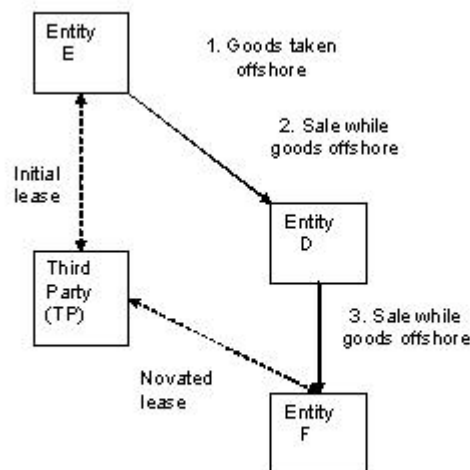 Entity
E
1. Goods taken
offshore
2. Sale while
goods offshore
Initial
lease
Entity
D
Third
Party
(TP)
3. Sale while
goods offshore
Novated
lease
Entity
F